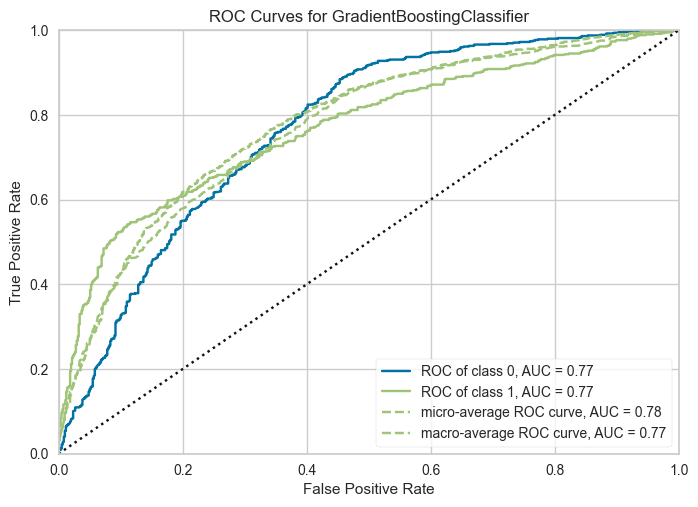 ROC Curves for GradientBoostingClassifier
1.0
0.8
0.6
0.4
0.2
0.0
True Positive Rate
ROC of class 0, AUC = 0.77
ROC of class 1, AUC = 0.77
micro-average ROC curve, AUC = 0.78
macro-average ROC curve, AUC = 0.77
0.0 0.2 0.4 0.6 0.8 1.0
False Positive Rate